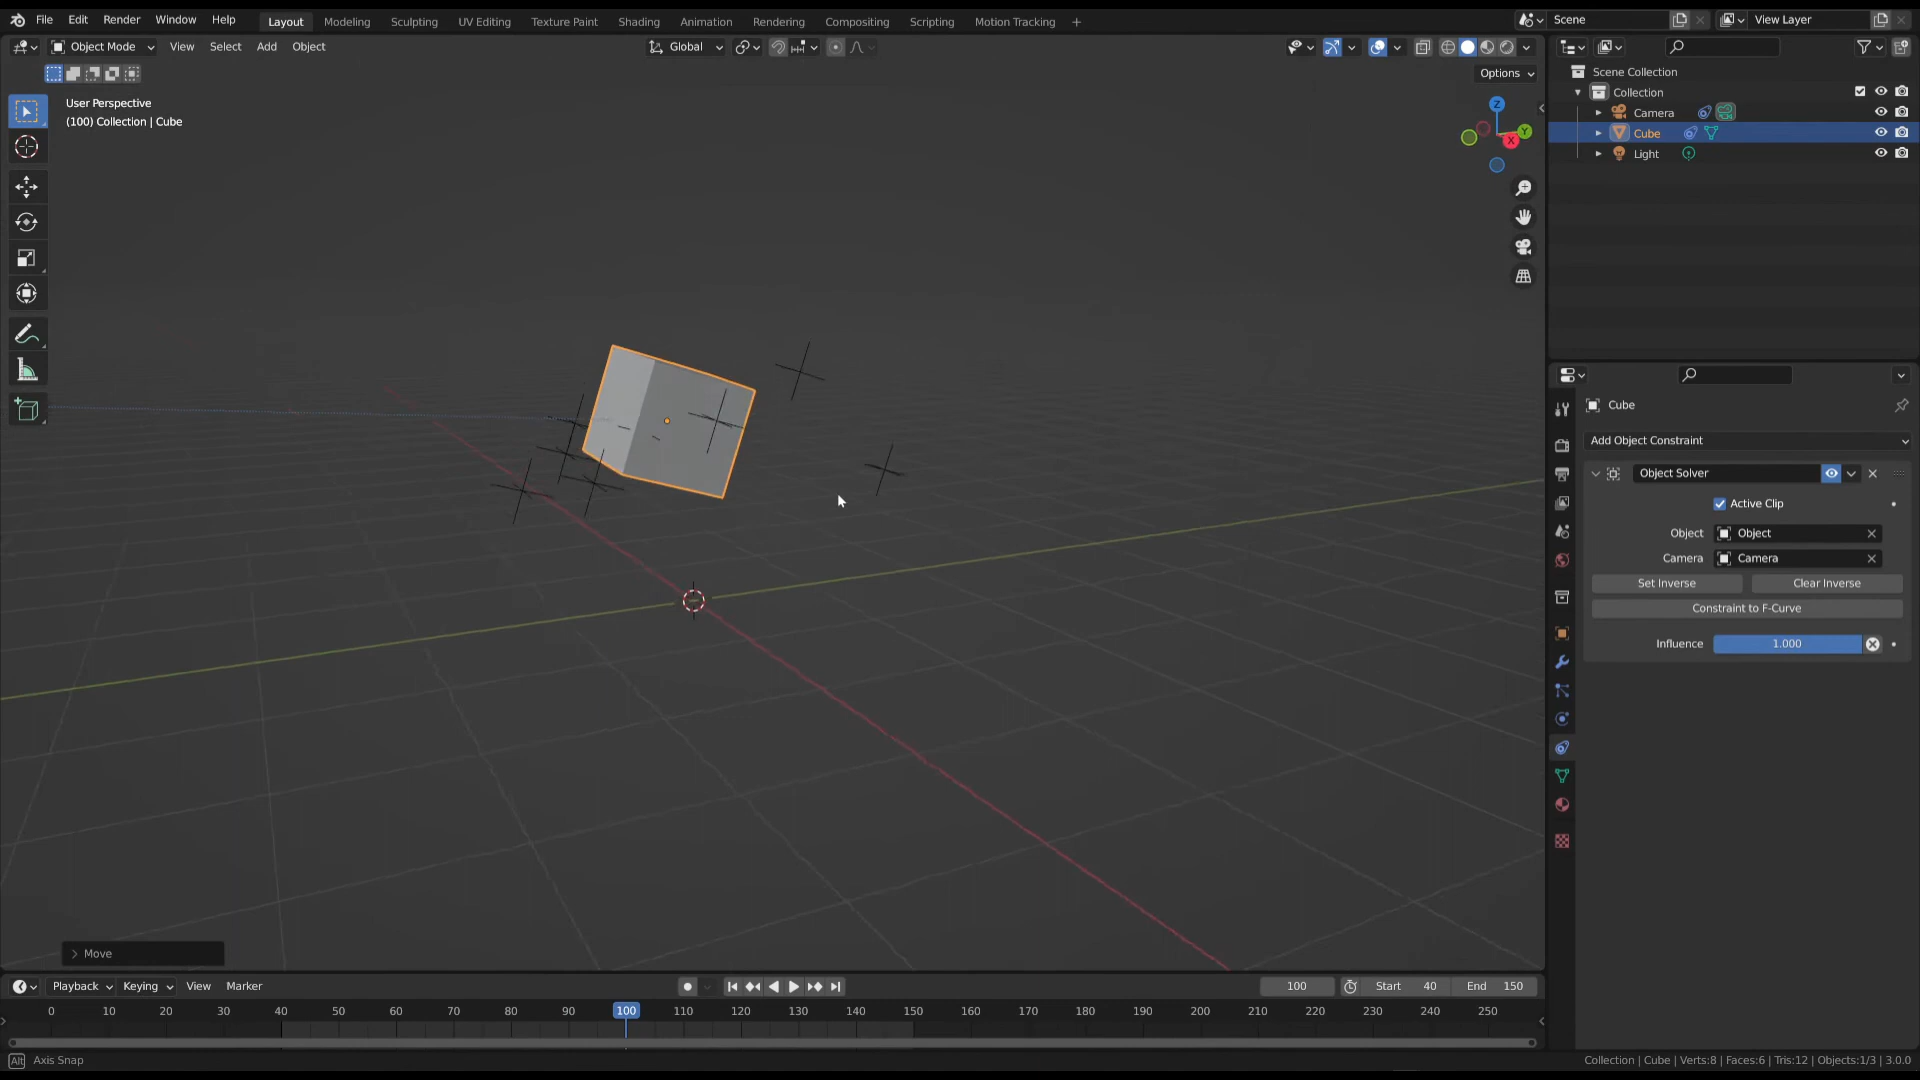 File Edit Render Window Help Layout Modeling Sculpting UV Editing Texture Paint Shading Animation Rendering Compositing Scripting Motion Tracking + Scene View Layer
Object Mode View Select Add Object Global
Options
User Perspective
(100) Collection | Cube
Z
Y
X
Scene Collection
Collection
Camera
Cube
Light
Cube
Add Object Constraint
Object Solver
Active Clip
Object Object
Camera Camera
Set Inverse Clear Inverse
Constraint to F-Curve
Influence 1.000
Move
Playback Keying View Marker 100 Start 40 End 150
0 10 20 30 40 50 60 70 80 90 100 110 120 130 140 150 160 170 180 190 200 210 220 230 240 250
Alt Axis Snap Collection | Cube | Verts:8 | Faces:6 | Tris:12 | Objects:1/3 | 3.0.0